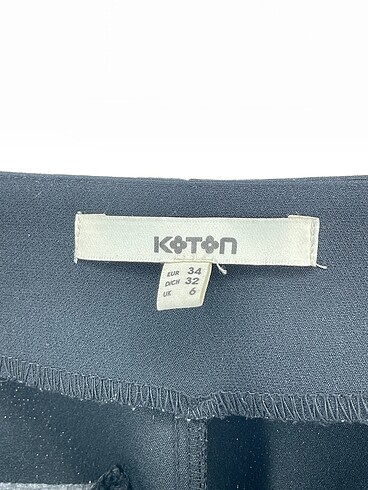 KOTON
EUR 34
D/CH 32
UK 6